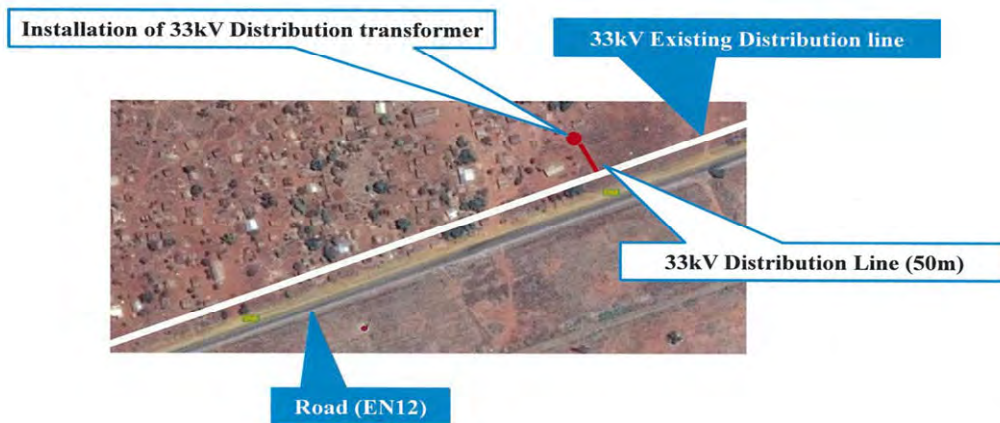 Installation of 33kV Distribution transformer
33kV Existing Distribution line
33kV Distribution Line (50m)
Road (EN12)